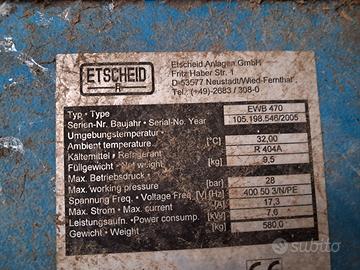 ETSCHEID
Etscheid Anlagen GmbH
Fritz Haber Str. 1
D-53577 Neustadt/Wied-Fernthal
Tel.: (+49)-2683 / 308-0
Typ - Type EWB 470
Serien-Nr. Baujahr - Serial-No. Year 105.198.546/2005
Umgebungstemperatur -
Ambient temperature [°C] 32,00
Kältemittel - Refrigerant R 404A
Füllgewicht - Net weight [kg] 9,5
Max. Betriebsdruck -
Max. working pressure [bar] 28
Spannung Freq. - Voltage Freq. [V] [Hz] 400 50 3/N/PE
Max. Strom - Max. current [A] 17,3
Leistungsaufn. - Power consump. [kW] 7,6
Gewicht - Weight [kg] 580,0
CE
subito